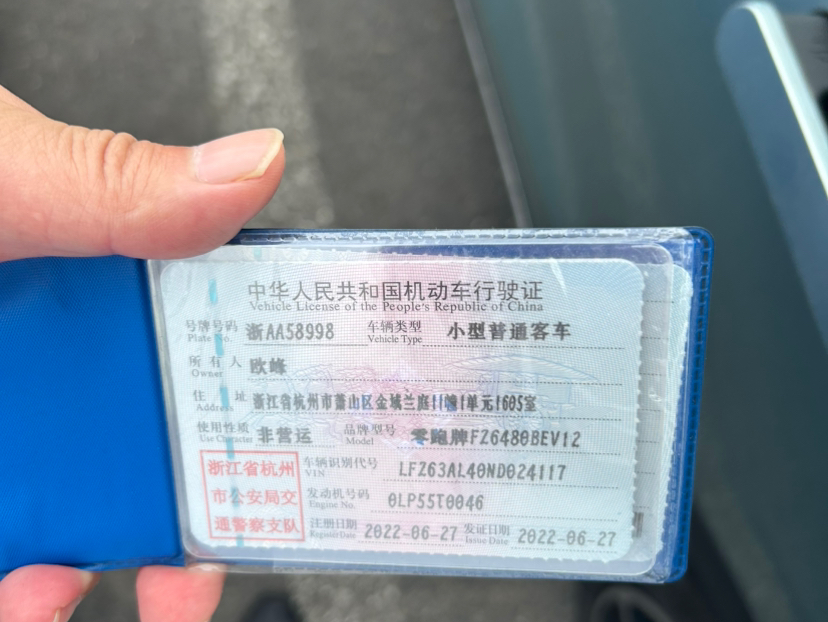 中华人民共和国机动车行驶证
Vehicle License of the People's Republic of China
号牌号码 浙AA58998 车辆类型 小型普通客车
Plate No. Vehicle Type
所有人 欧峰
Owner
住址 浙江省杭州市萧山区金域兰庭11幢1单元1605室
Address
使用性质 非营运 品牌型号 零跑牌FZ6480BEV12
Use Character Model
浙江省杭州
市公安局交
通警察支队
车辆识别代号 LFZ63AL40ND024117
VIN
发动机号码 0LP55T0046
Engine No.
注册日期 2022-06-27 发证日期 2022-06-27
Register Date Issue Date